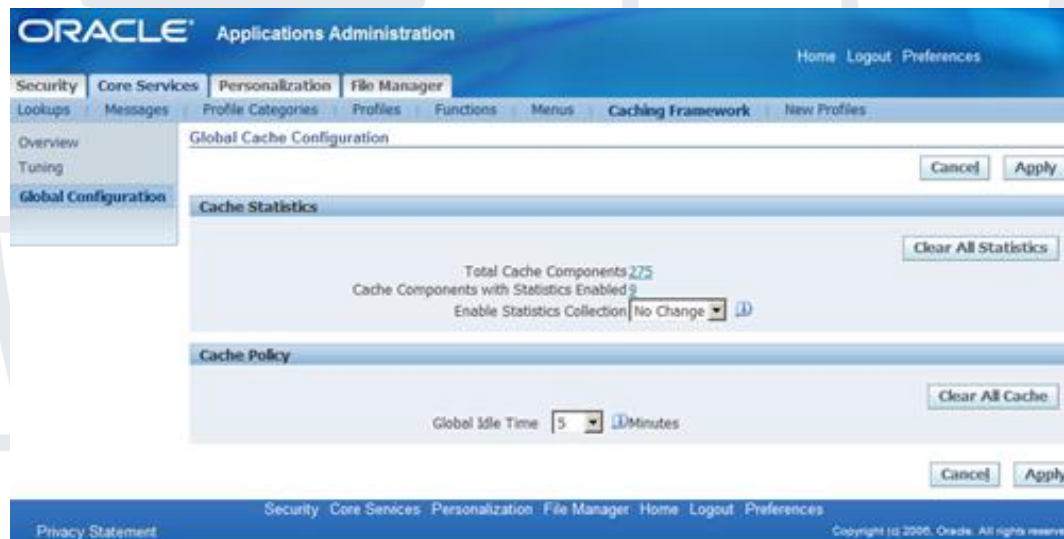 ORACLE Applications Administration
Home Logout Preferences
Security Core Services Personalization File Manager
Lookups Messages Profile Categories Profiles Functions Menus Caching Framework New Profiles
Overview
Tuning
Global Configuration
Global Cache Configuration
Cancel Apply
Cache Statistics
Clear All Statistics
Total Cache Components 275
Cache Components with Statistics Enabled 9
Enable Statistics Collection No Change
Cache Policy
Clear All Cache
Global Idle Time 5 Minutes
Cancel Apply
Security Core Services Personalization File Manager Home Logout Preferences
Privacy Statement
Copyright (c) 2006, Oracle. All rights reserve